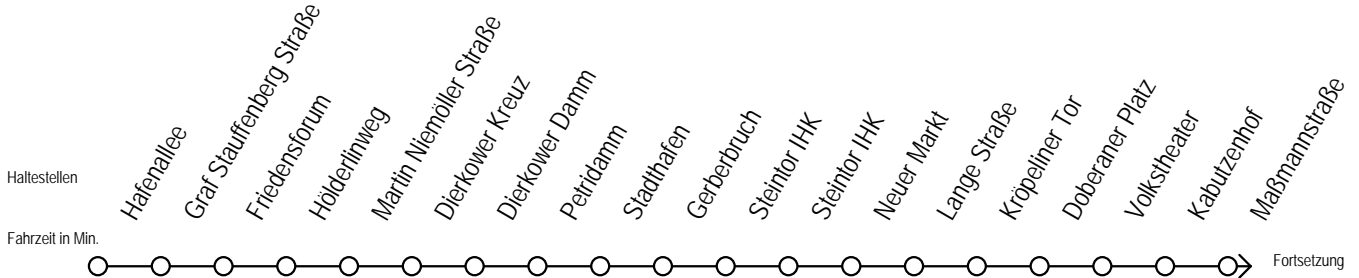 Haltestellen
Hafenallee
Graf Stauffenberg Straße
Friedensforum
Hölderlinweg
Martin Niemöller Straße
Dierkower Kreuz
Dierkower Damm
Petridamm
Stadthafen
Gerberbruch
Steintor IHK
Steintor IHK
Neuer Markt
Lange Straße
Kröpeliner Tor
Doberaner Platz
Volkstheater
Kabutzenhof
Maßmannstraße
Fahrzeit in Min.
Fortsetzung